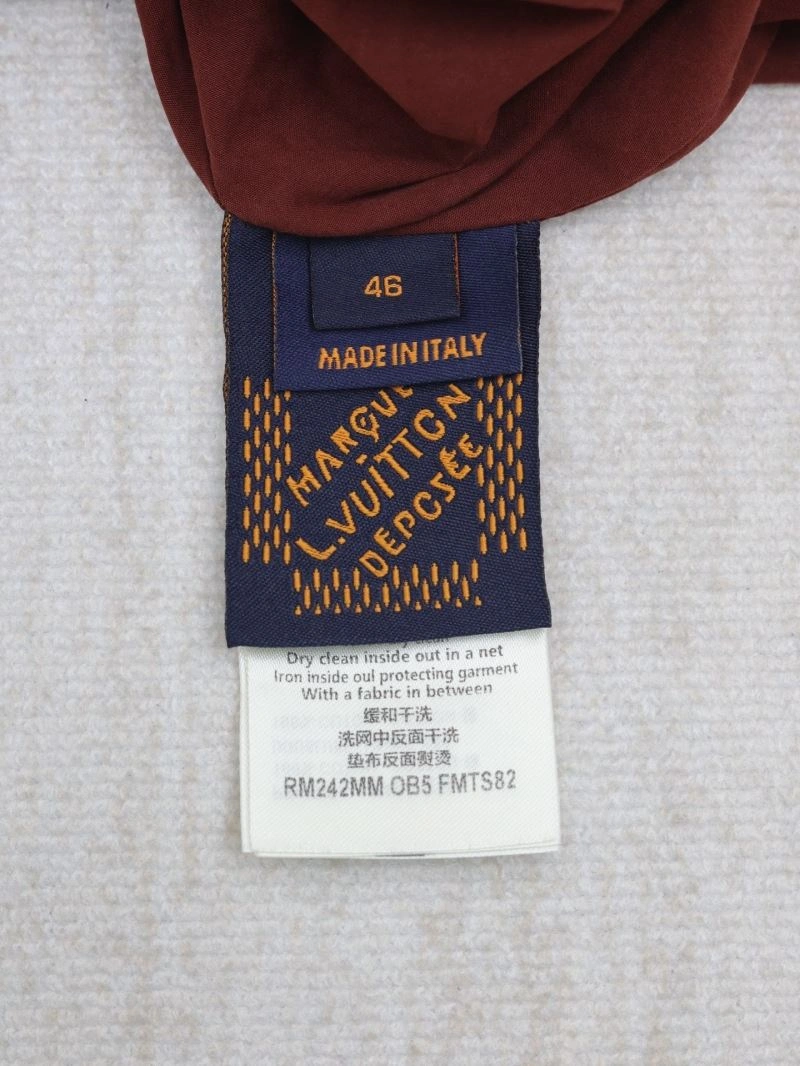 46
MADE IN ITALY
MARQUE
L.VUITTON
DEPOSÉE
Dry clean inside out in a net
Iron inside oul protecting garment
With a fabric in between
缓和干洗
洗网中反面干洗
垫布反面熨烫
RM242MM OB5 FMTS82